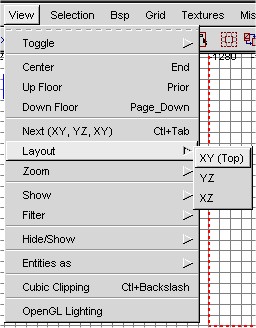 View Selection Bsp Grid Textures Mis
-1280
Toggle
Center End
Up Floor Prior
Down Floor Page_Down
Next (XY, YZ, XY) Ctl+Tab
Layout
XY (Top)
YZ
XZ
Zoom
Show
Filter
Hide/Show
Entities as
Cubic Clipping Ctl+Backslash
OpenGL Lighting